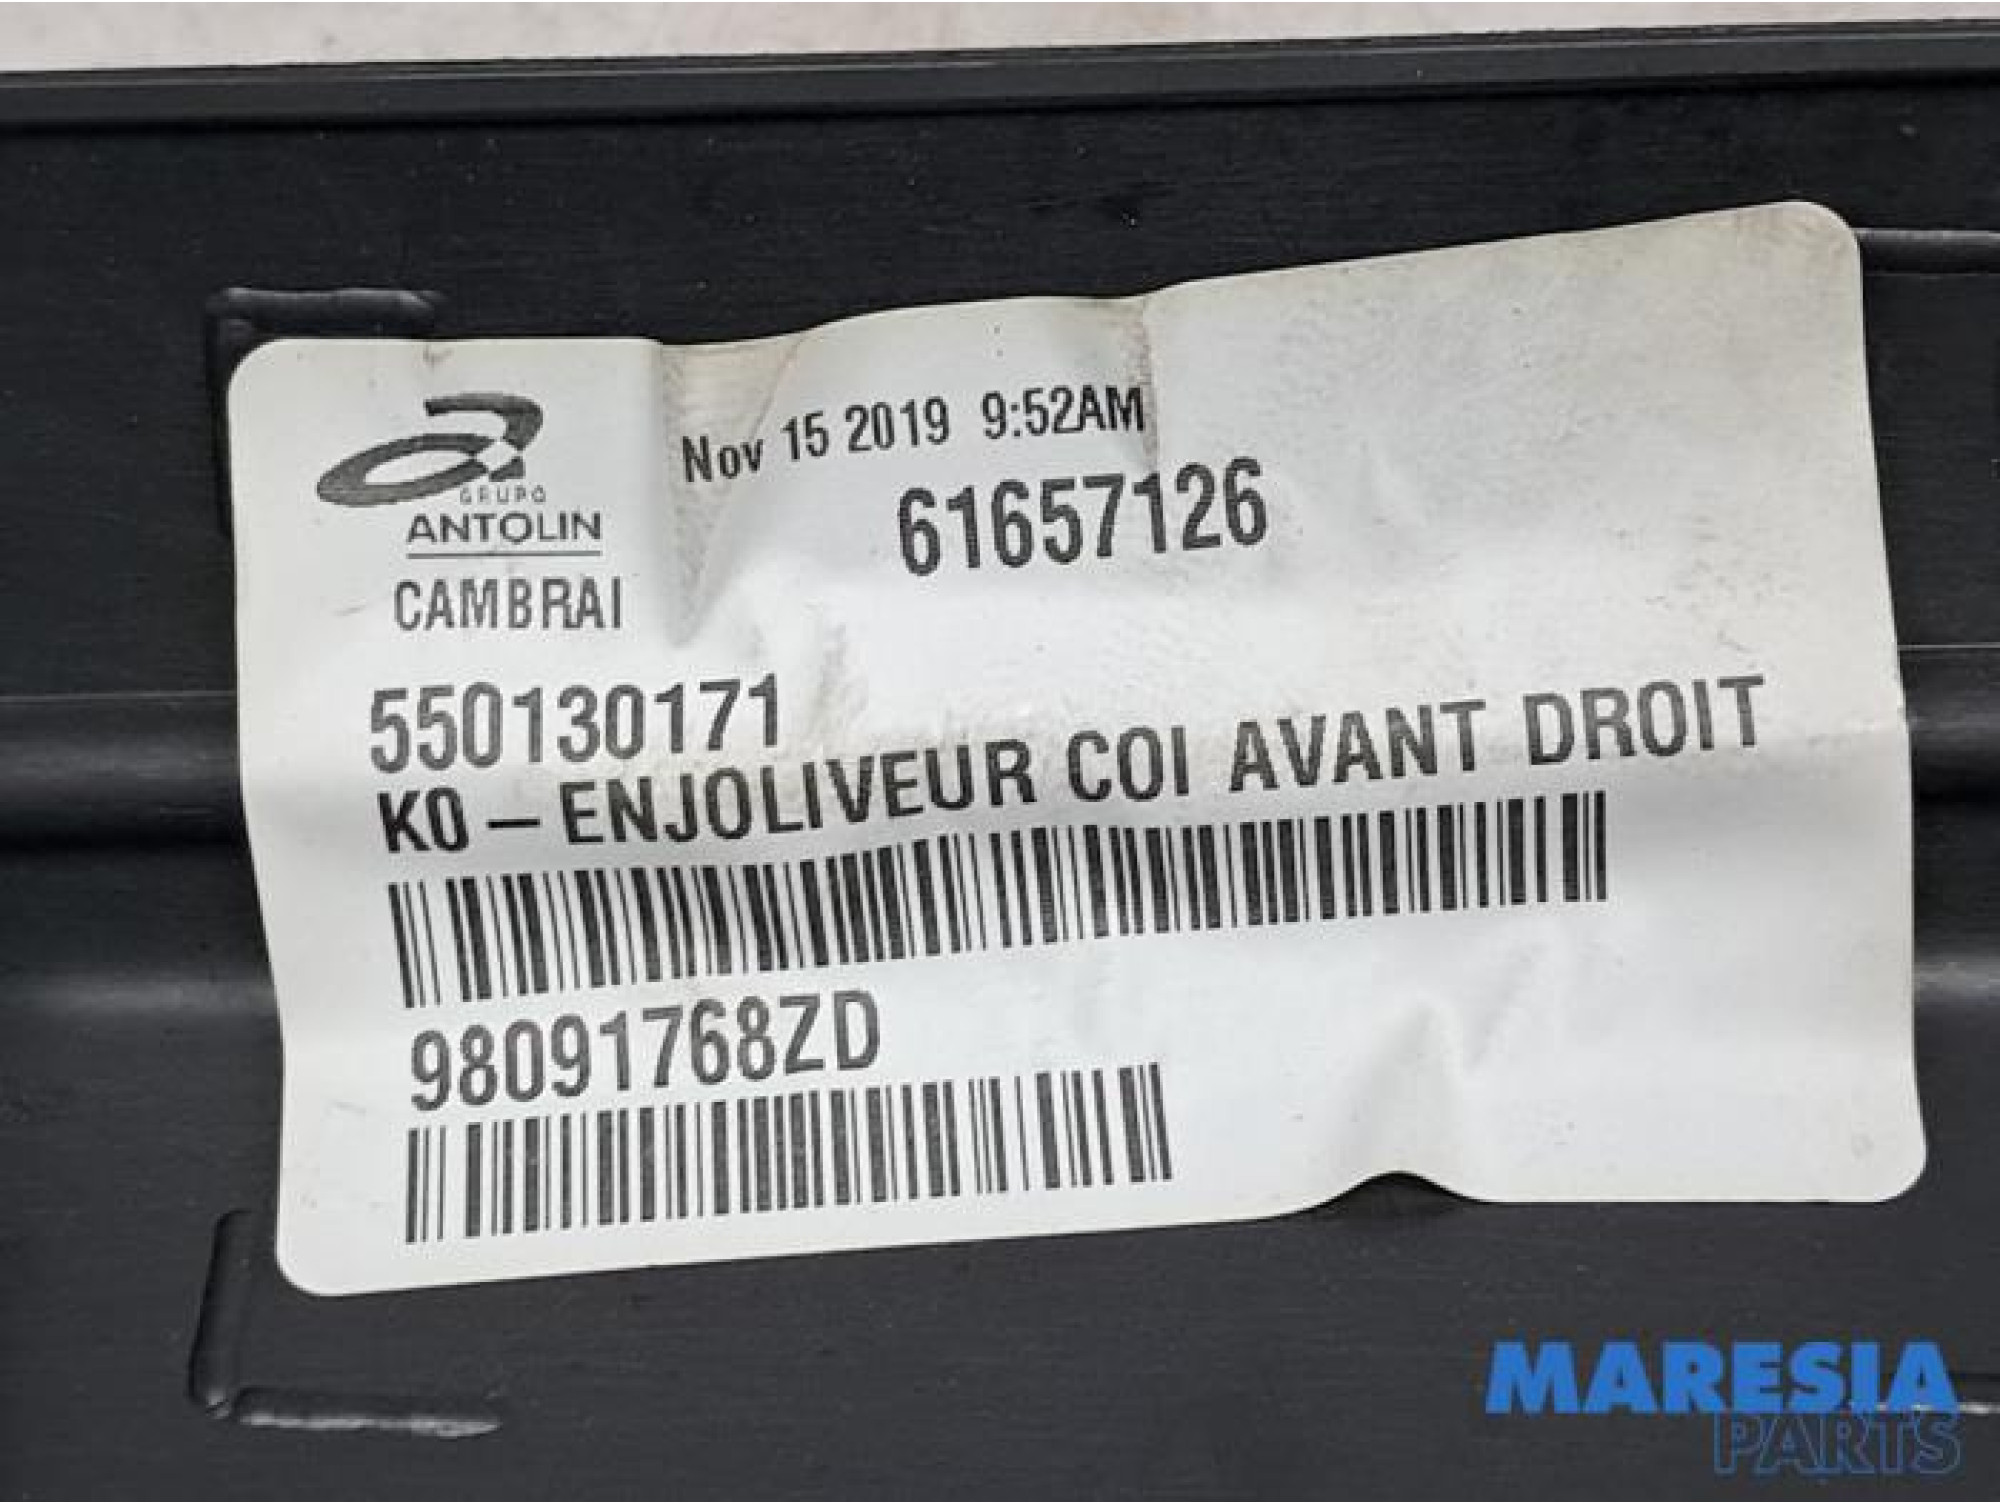 Nov 15 2019 9:52AM
GRUPO
ANTOLIN
61657126
CAMBRAI
550130171
K0 – ENJOLIVEUR COI AVANT DROIT
98091768ZD
MARESIA
PARTS